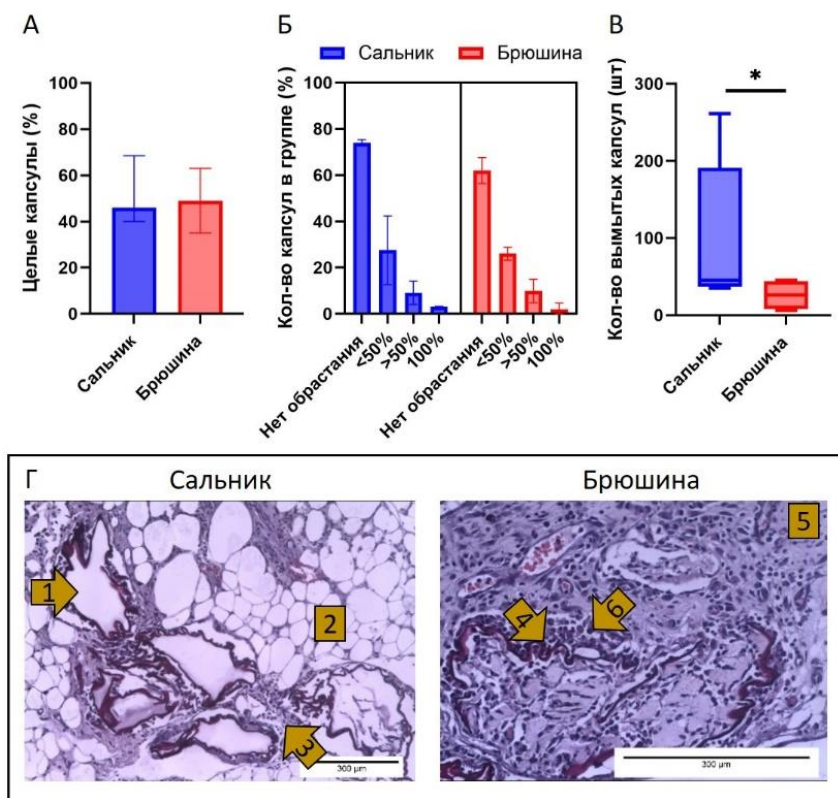 А
Целые капсулы (%)
100
80
60
40
20
0
Сальник
Брюшина
Б
Сальник
Брюшина
Кол-во капсул в группе (%)
100
80
60
40
20
0
Нет обрастания
<50%
>50%
100%
Нет обрастания
<50%
>50%
100%
В
Кол-во вымытых капсул (шт)
300
200
100
0
*
Сальник
Брюшина
Г
Сальник
Брюшина
1
2
3
300 µm
4
5
6
300 µm